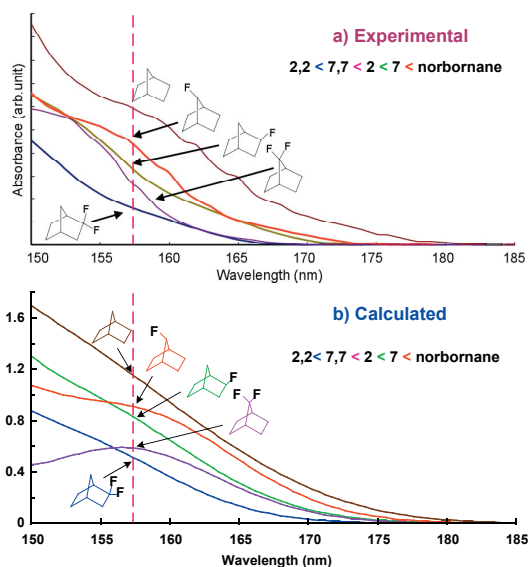 a) Experimental
2,2 < 7,7 < 2 < 7 < norbornane
Absorbance (arb.unit)
F
F
F F
F
F
150 155 160 165 170 175 180 185
Wavelength (nm)
b) Calculated
2,2< 7,7 < 2 < 7 < norbornane
1.6
1.2
0.8
0.4
0
F
F
F F
F
F
150 155 160 165 170 175 180 185
Wavelength (nm)